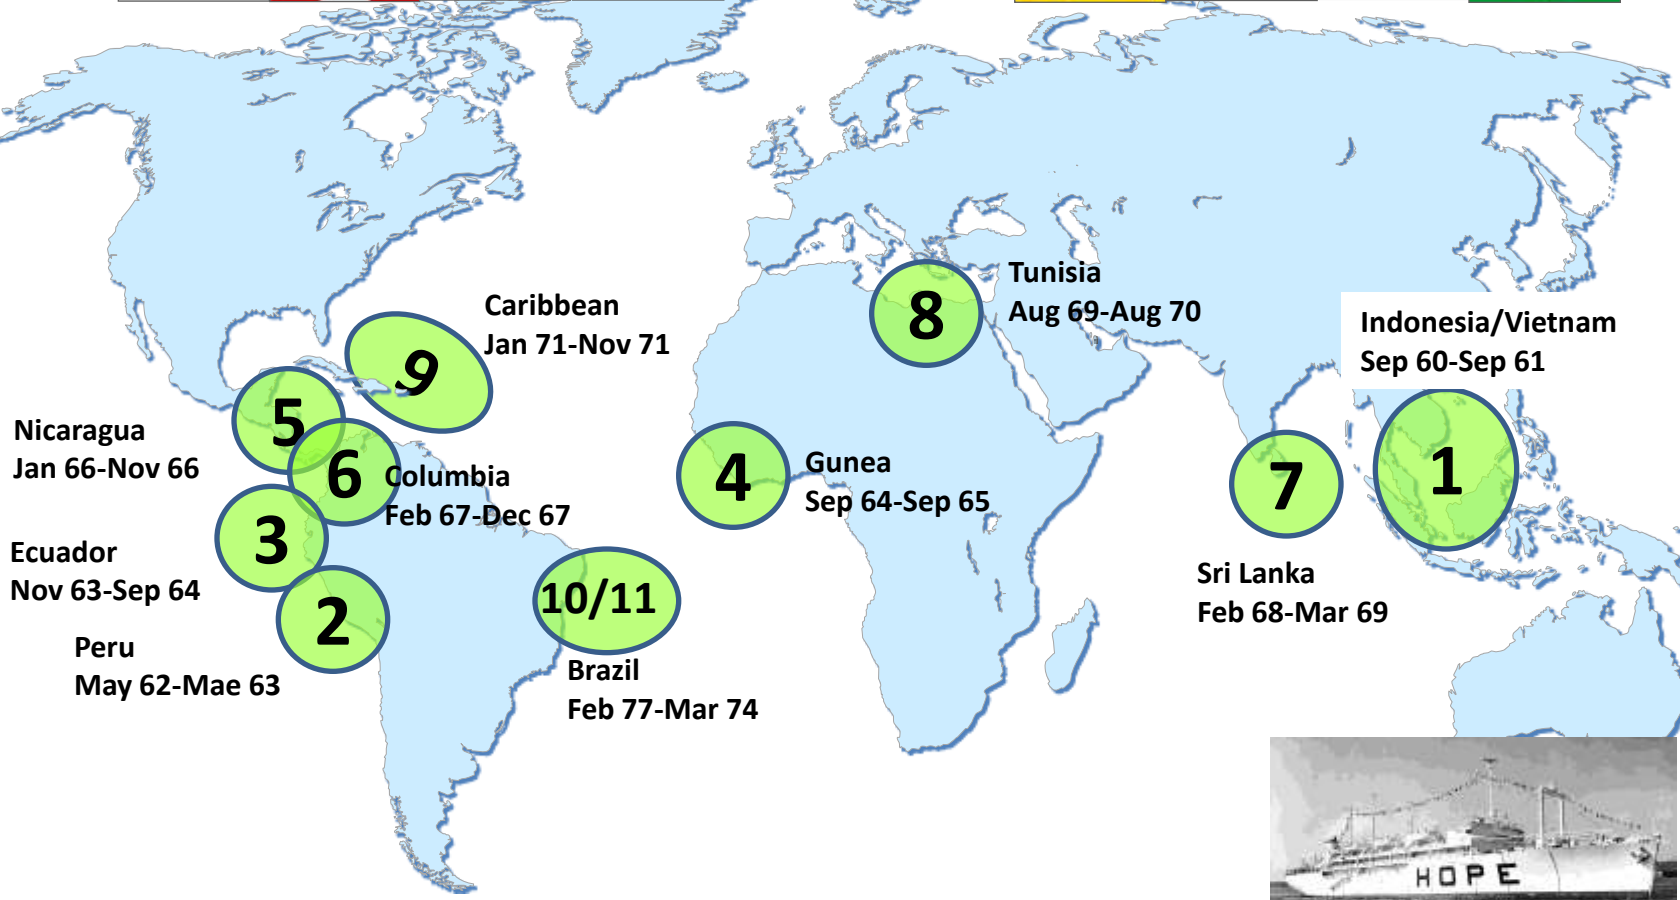 Caribbean
Jan 71-Nov 71
9
Tunisia
Aug 69-Aug 70
8
Indonesia/Vietnam
Sep 60-Sep 61
1
Nicaragua
Jan 66-Nov 66
5
6
Columbia
Feb 67-Dec 67
4
Gunea
Sep 64-Sep 65
7
Sri Lanka
Feb 68-Mar 69
3
Ecuador
Nov 63-Sep 64
2
Peru
May 62-Mae 63
10/11
Brazil
Feb 77-Mar 74
HOPE